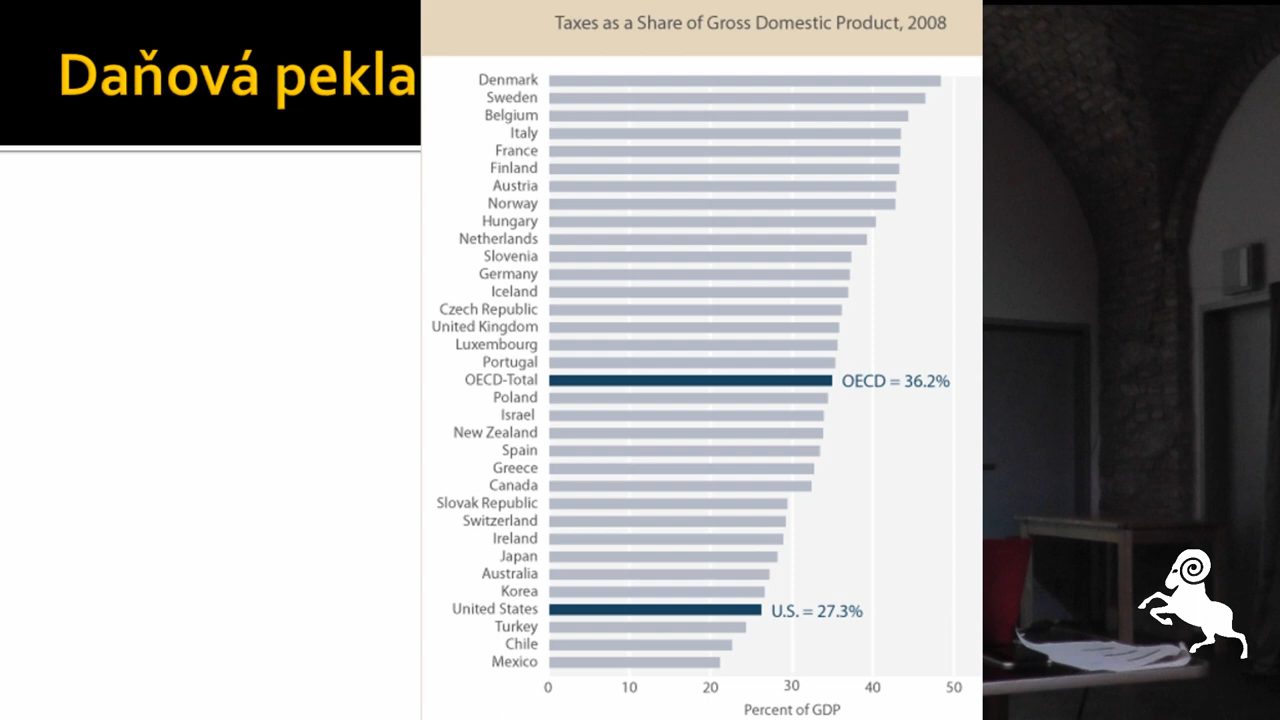 Daňová pekla
Taxes as a Share of Gross Domestic Product, 2008
Denmark
Sweden
Belgium
Italy
France
Finland
Austria
Norway
Hungary
Netherlands
Slovenia
Germany
Iceland
Czech Republic
United Kingdom
Luxembourg
Portugal
OECD-Total OECD = 36.2%
Poland
Israel
New Zealand
Spain
Greece
Canada
Slovak Republic
Switzerland
Ireland
Japan
Australia
Korea
United States U.S. = 27.3%
Turkey
Chile
Mexico
0 10 20 30 40 50
Percent of GDP